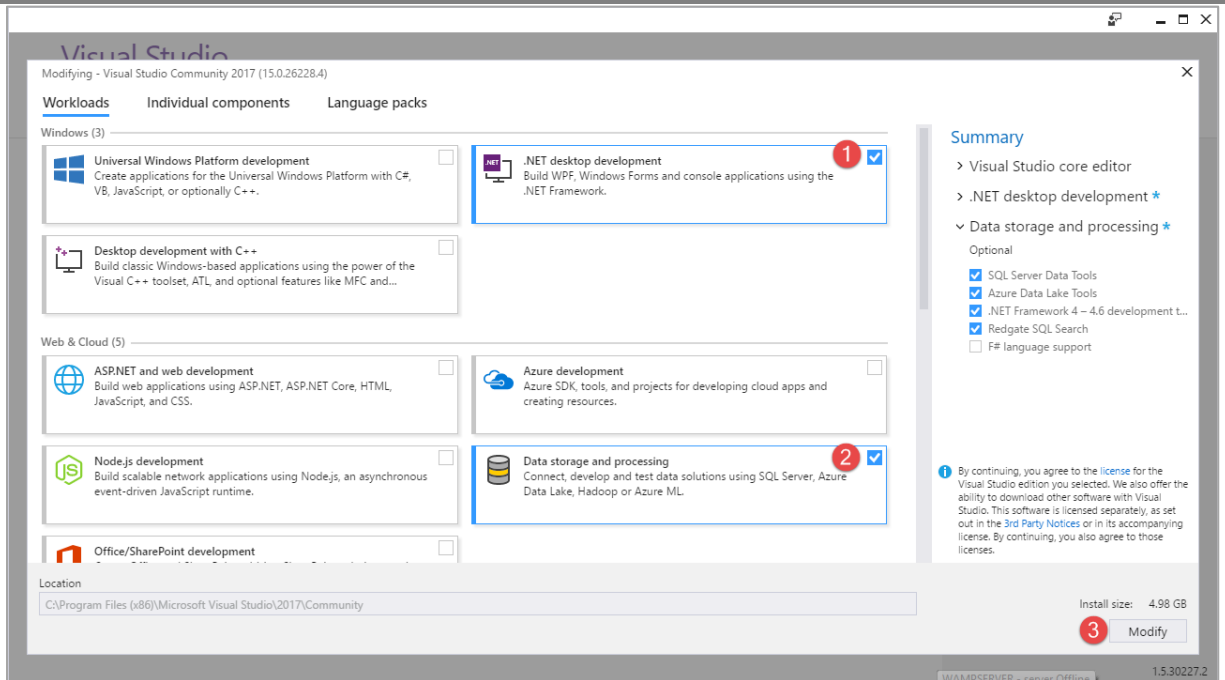 Visual Studio
Modifying - Visual Studio Community 2017 (15.0.26228.4)
Workloads
Individual components
Language packs
Windows (3)
Universal Windows Platform development
Create applications for the Universal Windows Platform with C#,
VB, JavaScript, or optionally C++.
1
.NET
.NET desktop development
Build WPF, Windows Forms and console applications using the
.NET Framework.
Desktop development with C++
Build classic Windows-based applications using the power of the
Visual C++ toolset, ATL, and optional features like MFC and...
Web & Cloud (5)
ASP.NET and web development
Build web applications using ASP.NET, ASP.NET Core, HTML,
JavaScript, and CSS.
Azure development
Azure SDK, tools, and projects for developing cloud apps and
creating resources.
JS
Node.js development
Build scalable network applications using Node.js, an asynchronous
event-driven JavaScript runtime.
2
Data storage and processing
Connect, develop and test data solutions using SQL Server, Azure
Data Lake, Hadoop or Azure ML.
Office/SharePoint development
Summary
Visual Studio core editor
.NET desktop development *
Data storage and processing *
Optional
SQL Server Data Tools
Azure Data Lake Tools
.NET Framework 4 – 4.6 development t...
Redgate SQL Search
F# language support
By continuing, you agree to the license for the
Visual Studio edition you selected. We also offer the
ability to download other software with Visual
Studio. This software is licensed separately, as set
out in the 3rd Party Notices or in its accompanying
license. By continuing, you also agree to those
licenses.
Location
C:\Program Files (x86)\Microsoft Visual Studio\2017\Community
Install size: 4.98 GB
3
Modify
WAMPSERVER - server Offline
1.5.30227.2